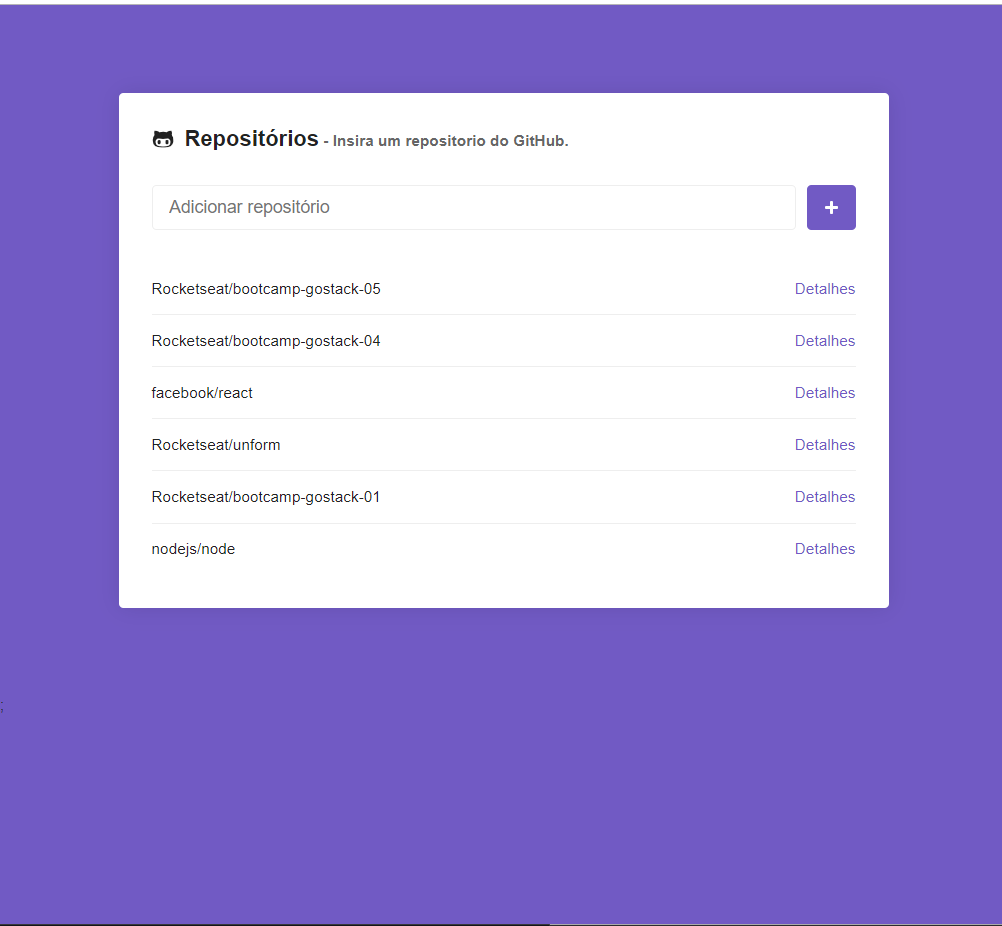 Repositórios - Insira um repositorio do GitHub.
Adicionar repositório
+
Rocketseat/bootcamp-gostack-05 Detalhes
Rocketseat/bootcamp-gostack-04 Detalhes
facebook/react Detalhes
Rocketseat/unform Detalhes
Rocketseat/bootcamp-gostack-01 Detalhes
nodejs/node Detalhes
;